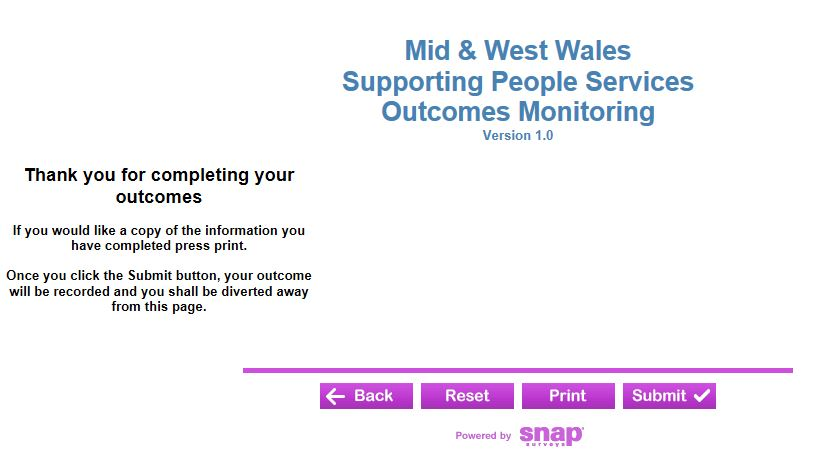 Mid & West Wales
Supporting People Services
Outcomes Monitoring
Version 1.0
Thank you for completing your
outcomes
If you would like a copy of the information you
have completed press print.
Once you click the Submit button, your outcome
will be recorded and you shall be diverted away
from this page.
Back
Reset
Print
Submit
Powered by snap
surveys